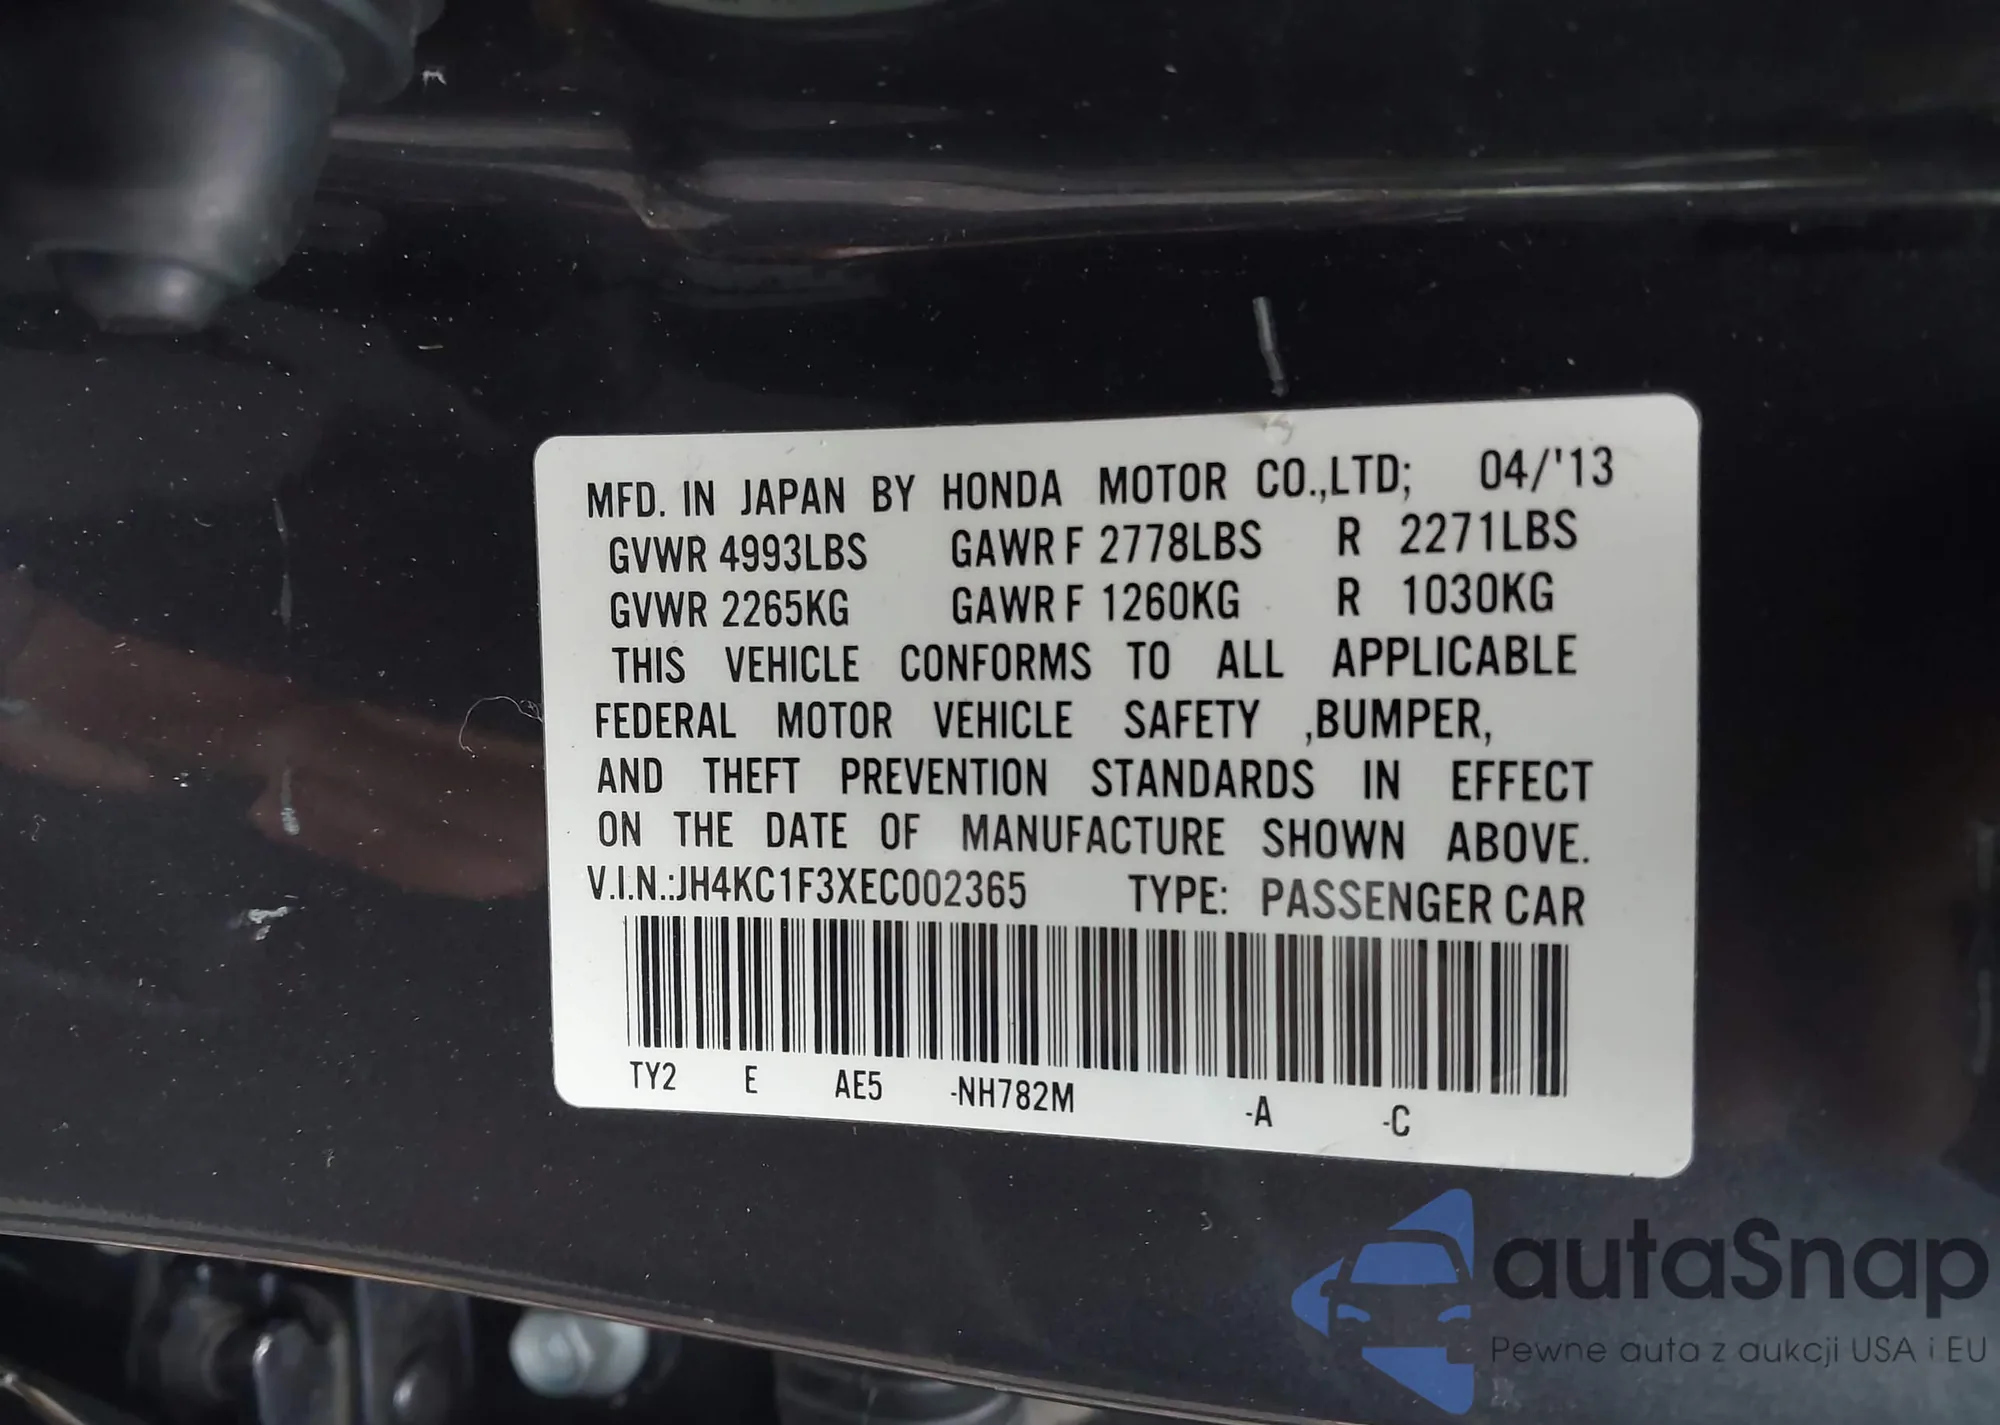 MFD. IN JAPAN BY HONDA MOTOR CO.,LTD; 04/'13
GVWR 4993LBS GAWR F 2778LBS R 2271LBS
GVWR 2265KG GAWR F 1260KG R 1030KG
THIS VEHICLE CONFORMS TO ALL APPLICABLE
FEDERAL MOTOR VEHICLE SAFETY ,BUMPER,
AND THEFT PREVENTION STANDARDS IN EFFECT
ON THE DATE OF MANUFACTURE SHOWN ABOVE.
V.I.N.:JH4KC1F3XEC002365 TYPE: PASSENGER CAR
TY2 E AE5 -NH782M -A -C
autaSnap
Pewne auta z aukcji USA i EU